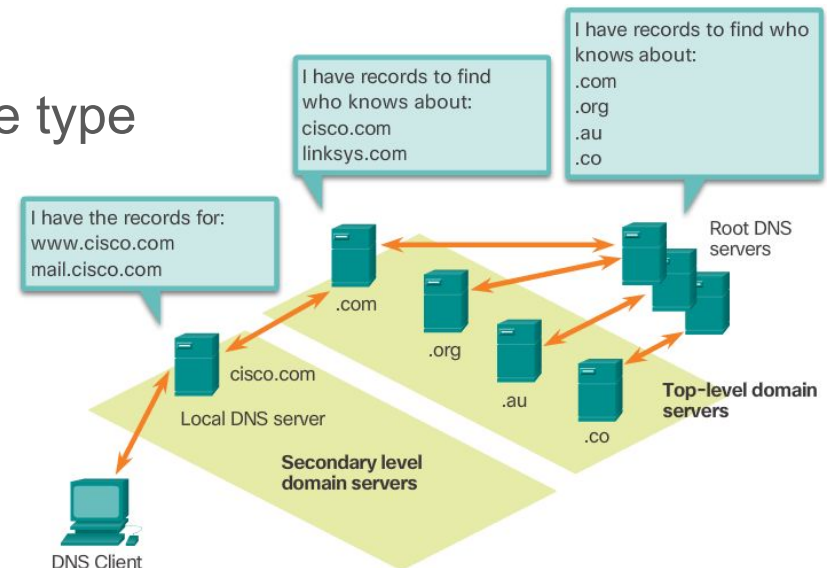 e type
I have records to find who
knows about:
.com
.org
.au
.co
I have records to find
who knows about:
cisco.com
linksys.com
I have the records for:
www.cisco.com
mail.cisco.com
Root DNS
servers
.com
.org
.au
.co
Top-level domain
servers
cisco.com
Local DNS server
Secondary level
domain servers
DNS Client